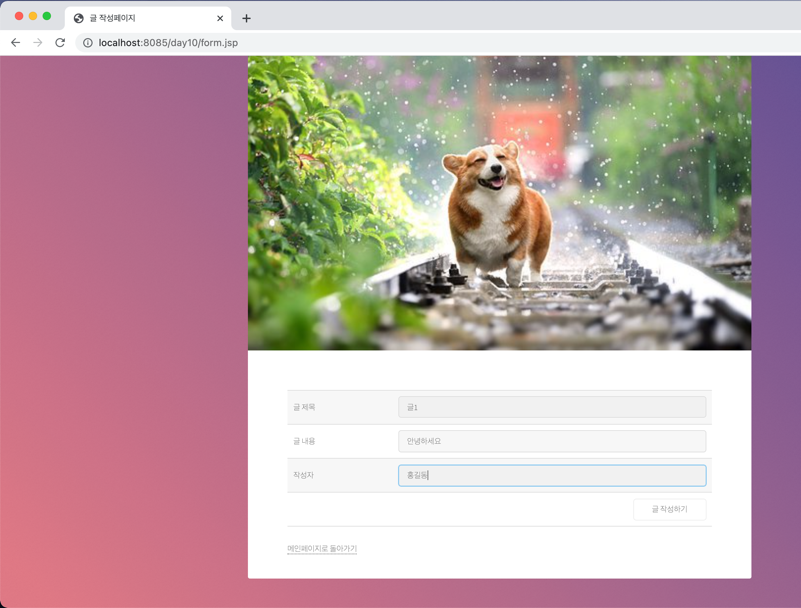 글 작성페이지
localhost:8085/day10/form.jsp
글 제목 글1
글 내용 안녕하세요
작성자 홍길동
글 작성하기
메인페이지로 돌아가기